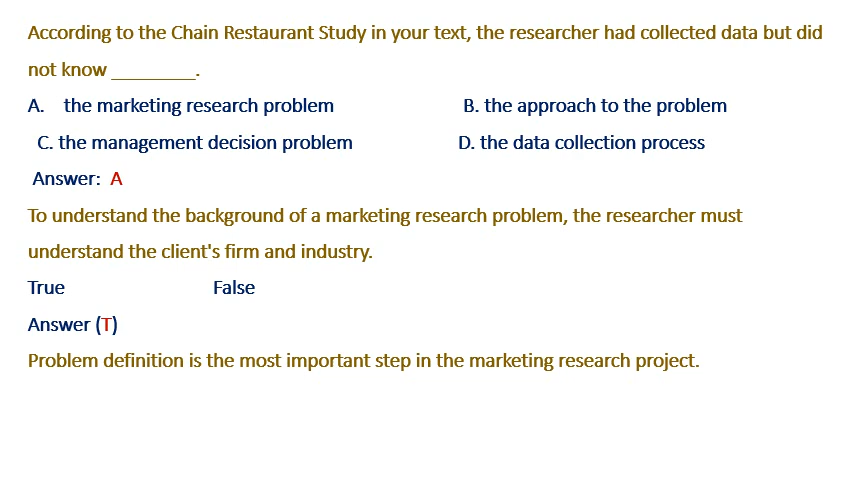 According to the Chain Restaurant Study in your text, the researcher had collected data but did
not know ________.
A. the marketing research problem B. the approach to the problem
C. the management decision problem D. the data collection process
Answer: A
To understand the background of a marketing research problem, the researcher must
understand the client's firm and industry.
True False
Answer (T)
Problem definition is the most important step in the marketing research project.